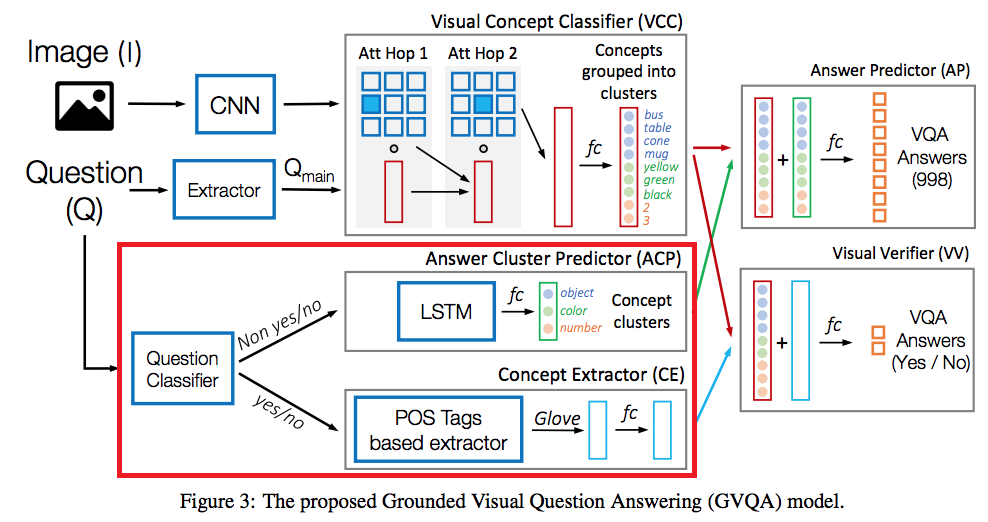 Visual Concept Classifier (VCC)
Image (I)
CNN
Att Hop 1
Att Hop 2
Concepts
grouped into
clusters
fc
bus
table
cone
mug
yellow
green
black
2
3
Question
(Q)
Extractor
Qmain
Answer Predictor (AP)
+
fc
VQA
Answers
(998)
Answer Cluster Predictor (ACP)
Non yes/no
LSTM
fc
object
color
number
Concept
clusters
Question
Classifier
yes/no
Concept Extractor (CE)
POS Tags
based extractor
Glove
fc
Visual Verifier (VV)
+
fc
VQA
Answers
(Yes / No)
Figure 3: The proposed Grounded Visual Question Answering (GVQA) model.